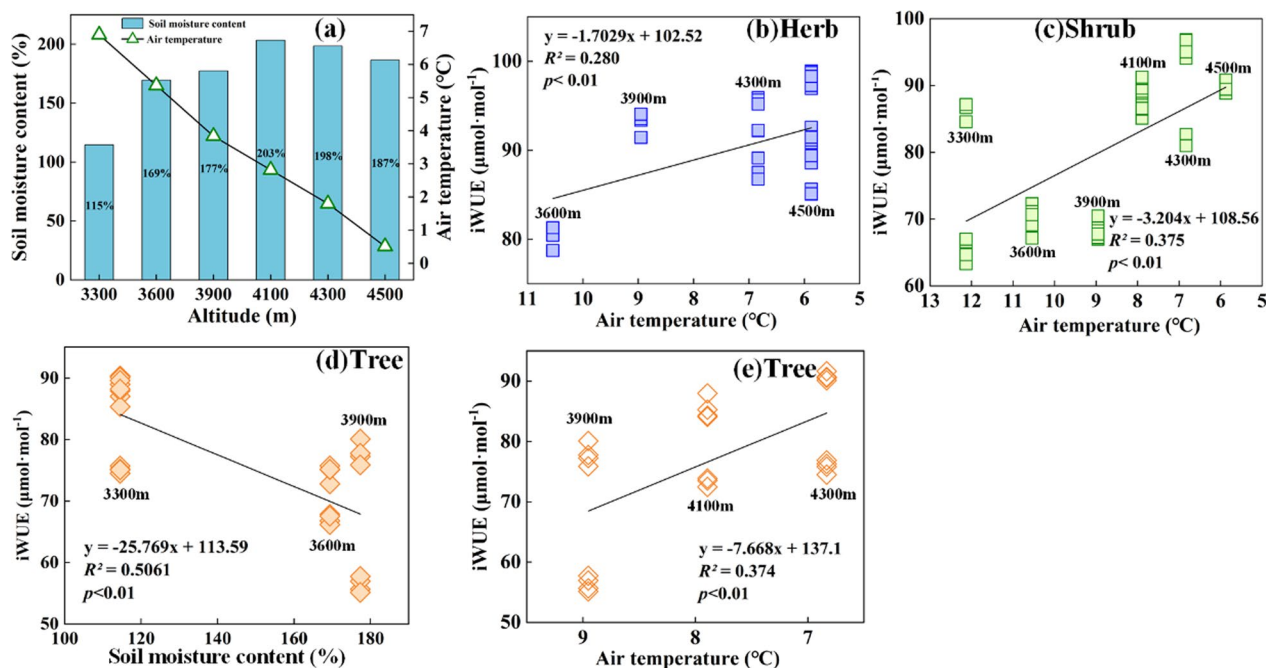 (a)
Soil moisture content
Air temperature
Soil moisture content (%)
200
150
100
50
0
115%
169%
177%
203%
198%
187%
7
6
5
4
3
2
1
0
Air temperature (℃)
3300 3600 3900 4100 4300 4500
Altitude (m)
(b)Herb
y = -1.7029x + 102.52
R² = 0.280
p< 0.01
iWUE (μmol·mol⁻¹)
100
90
80
3600m
3900m
4300m
4500m
11 10 9 8 7 6 5
Air temperature (℃)
(c)Shrub
iWUE (μmol·mol⁻¹)
100
90
80
70
60
3300m
3600m
3900m
4100m
4300m
4500m
y = -3.204x + 108.56
R² = 0.375
p< 0.01
13 12 11 10 9 8 7 6 5
Air temperature (℃)
(d)Tree
iWUE (μmol·mol⁻¹)
90
80
70
60
50
3300m
3600m
3900m
y = -25.769x + 113.59
R² = 0.5061
p<0.01
100 120 140 160 180
Soil moisture content (%)
(e)Tree
iWUE (μmol·mol⁻¹)
90
80
70
60
50
3900m
4100m
4300m
y = -7.668x + 137.1
R² = 0.374
p<0.01
9 8 7
Air temperature (℃)